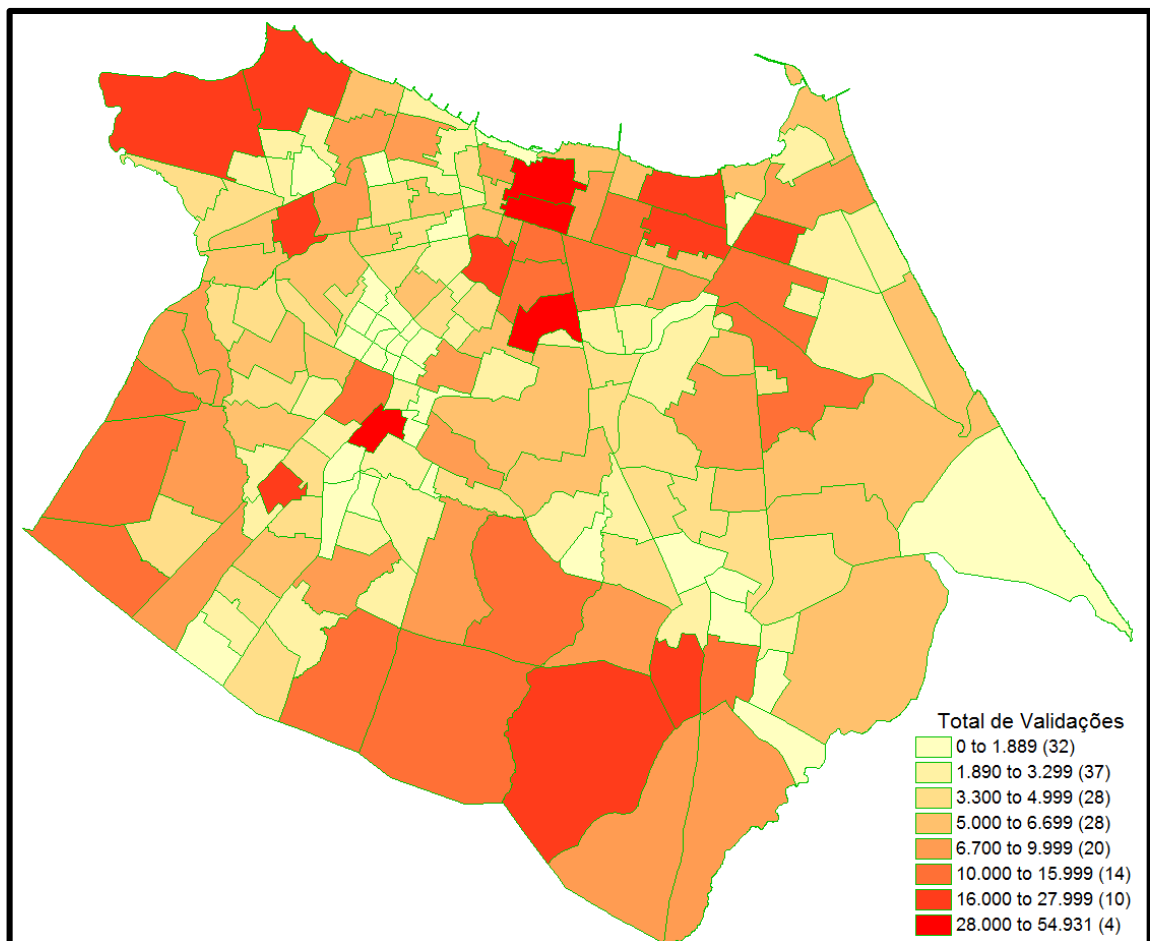 Total de Validações
0 to 1.889 (32)
1.890 to 3.299 (37)
3.300 to 4.999 (28)
5.000 to 6.699 (28)
6.700 to 9.999 (20)
10.000 to 15.999 (14)
16.000 to 27.999 (10)
28.000 to 54.931 (4)